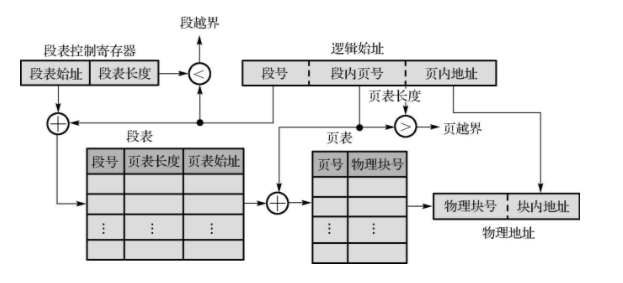 段越界
段表控制寄存器
逻辑始址
段表始址 段表长度
<
段号 段内页号 页内地址
页表长度
+
>
页越界
段表
页表
段号 页表长度 页表始址
页号 物理块号
+
物理块号 块内地址
⋮ ⋮ ⋮
⋮ ⋮
物理地址